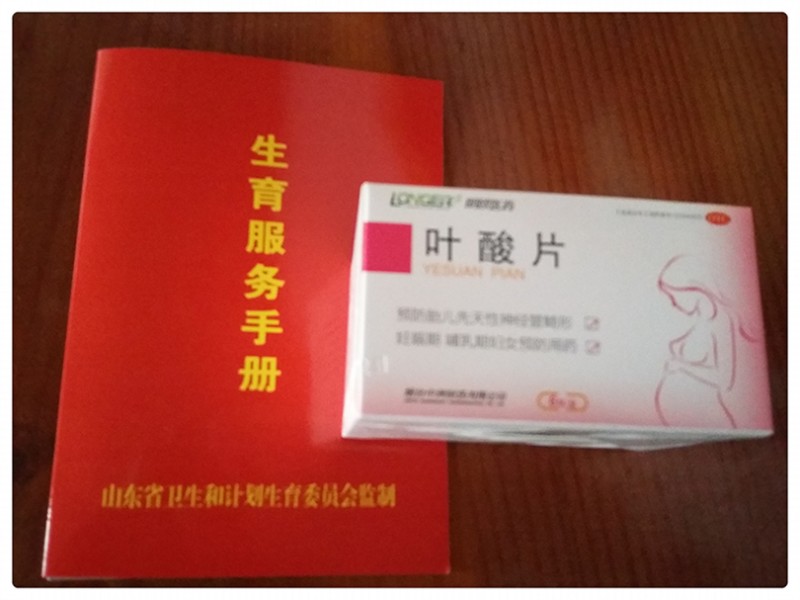 生育服务手册
山东省卫生和计划生育委员会监制
叶酸片
YESUAN PIAN
预防胎儿先天性神经管畸形
妊娠期 哺乳期妇女预防用药
OTC